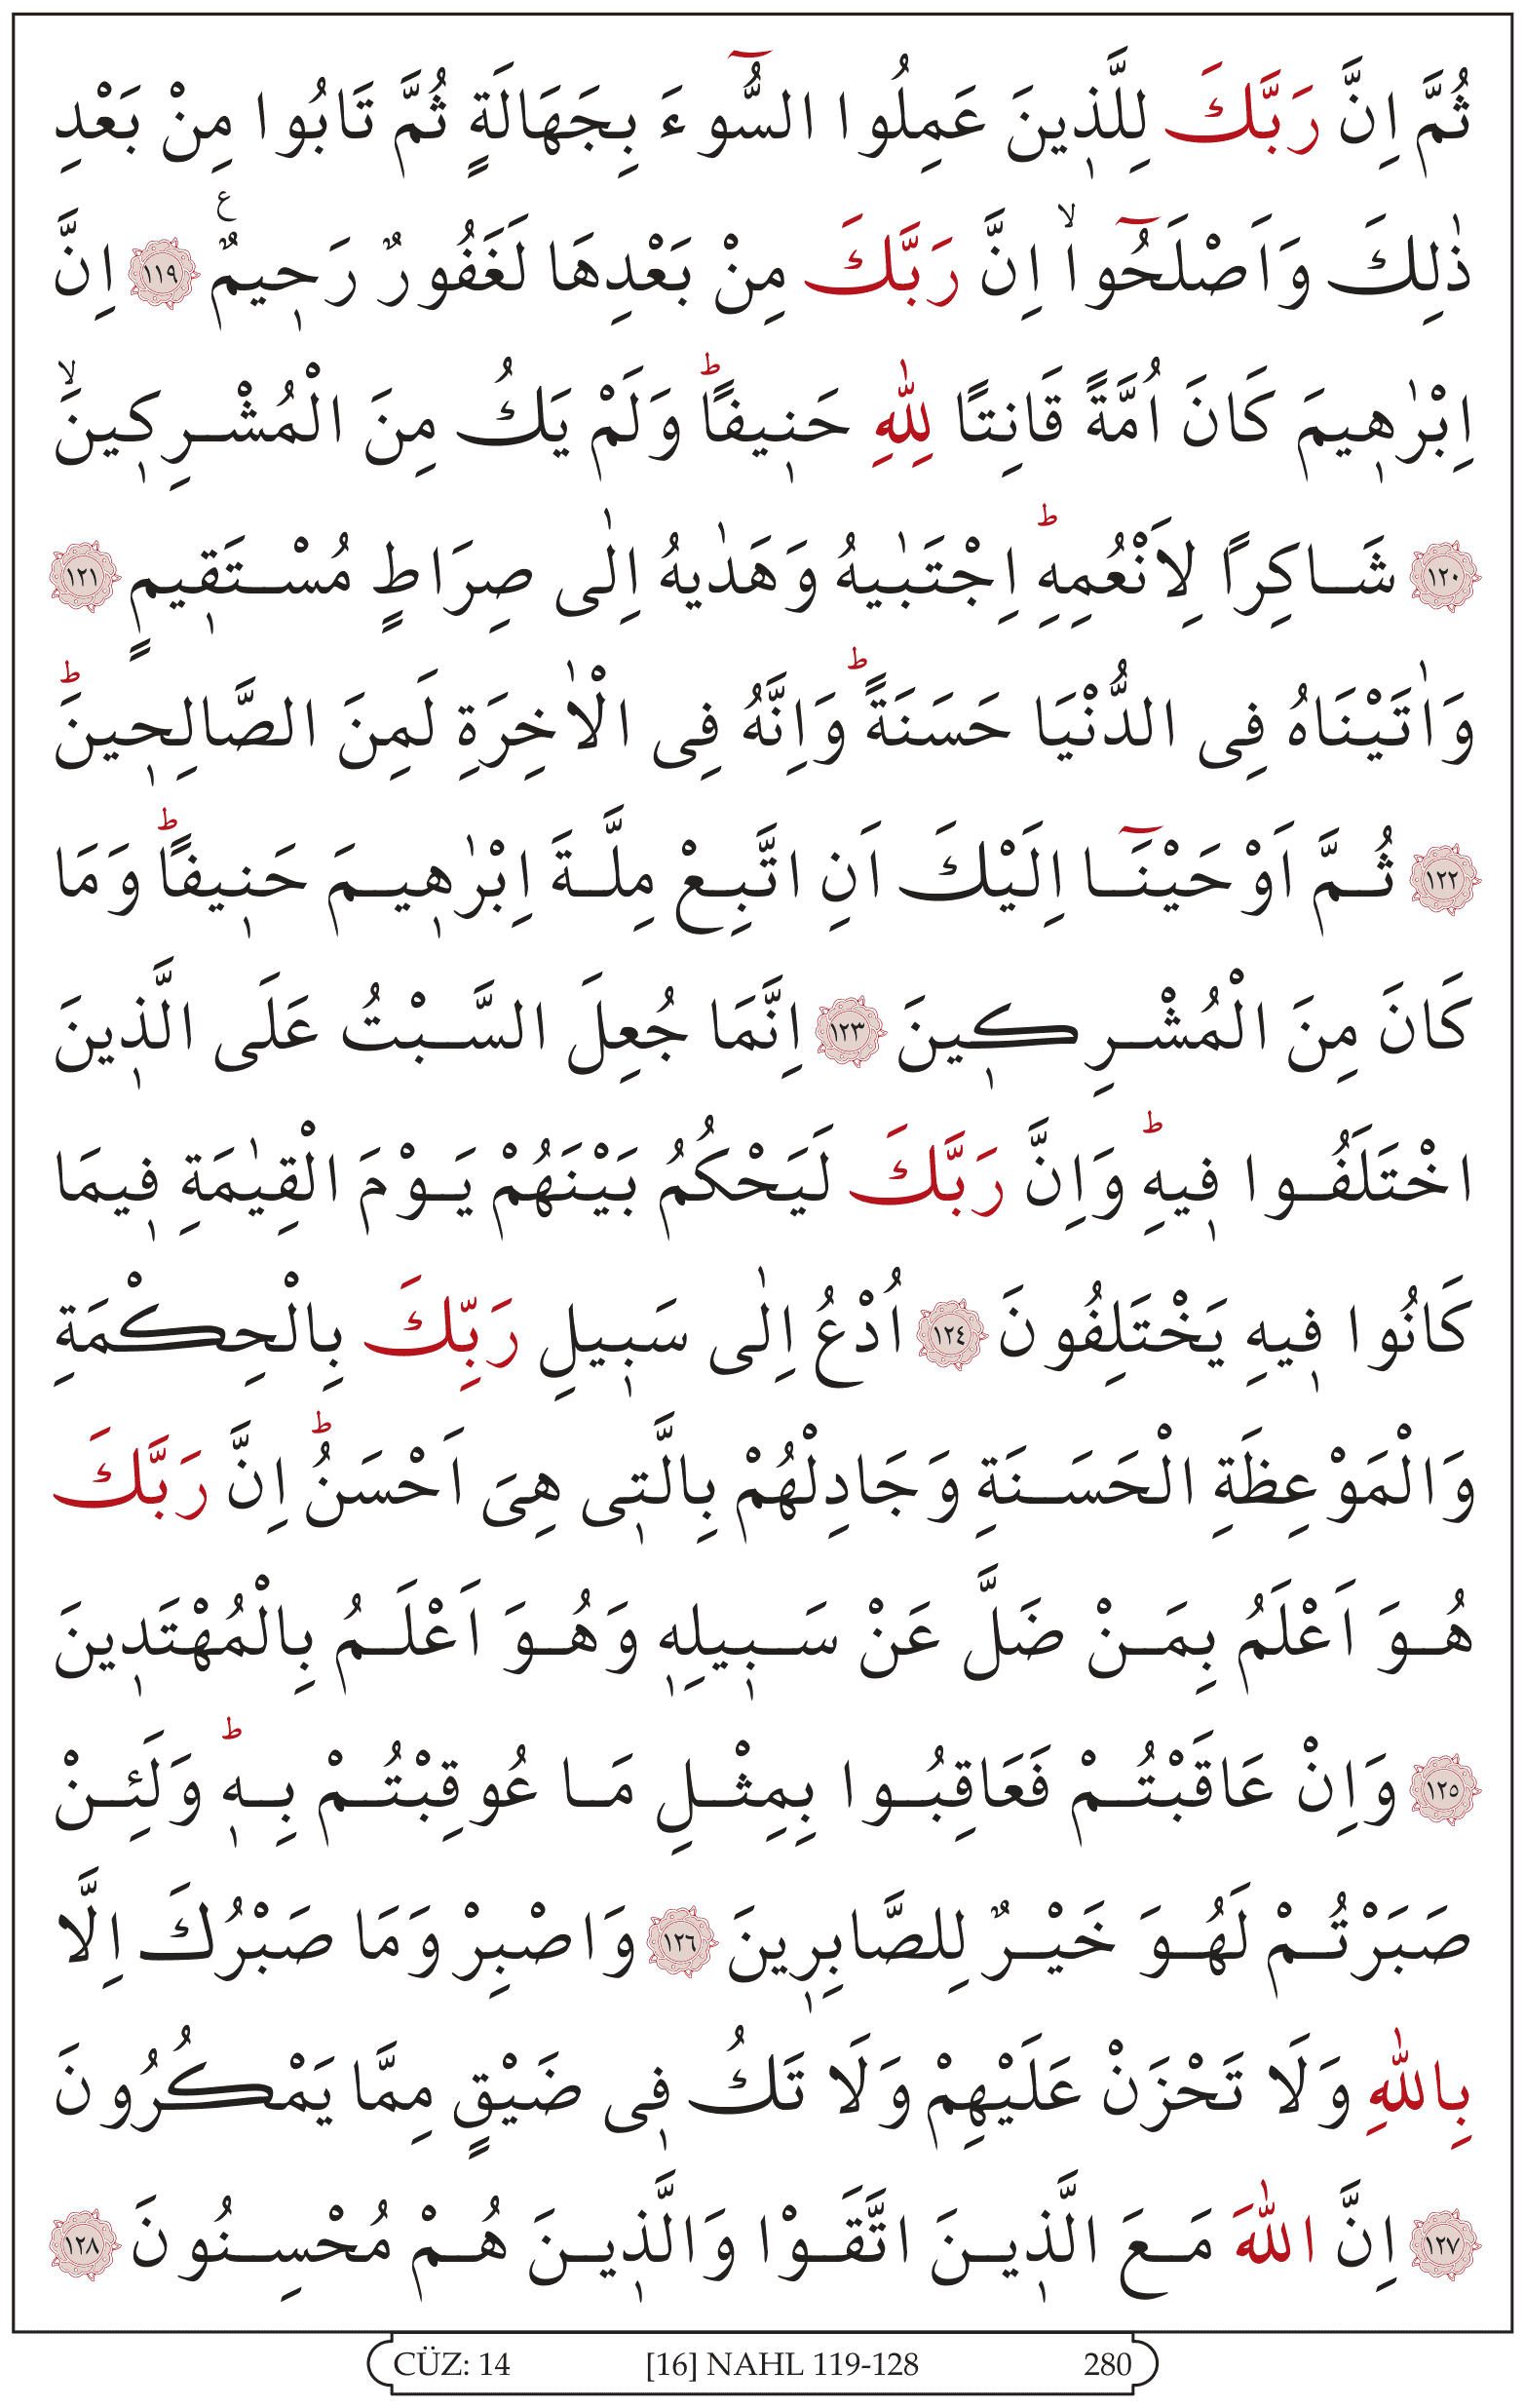 ثُمَّ اِنَّ رَبَّكَ لِلَّذ۪ينَ عَمِلُوا السُّٓوءَ بِجَهَالَةٍ ثُمَّ تَابُوا مِنْ بَعْدِ
ذٰلِكَ وَاَصْلَحُٓواۙ اِنَّ رَبَّكَ مِنْ بَعْدِهَا لَغَفُورٌ رَح۪يمٌ۟ ﴿١١٩﴾ اِنَّ
اِبْرٰه۪يمَ كَانَ اُمَّةً قَانِتًا لِلّٰهِ حَن۪يفًاۜ وَلَمْ يَكُ مِنَ الْمُشْرِك۪ينَۙ
﴿١٢٠﴾ شَاكِرًا لِاَنْعُمِهِۜ اِجْتَبٰيهُ وَهَدٰيهُ اِلٰى صِرَاطٍ مُسْتَق۪يمٍ ﴿١٢١﴾
وَاٰتَيْنَاهُ فِى الدُّنْيَا حَسَنَةًۜ وَاِنَّهُ فِى الْاٰخِرَةِ لَمِنَ الصَّالِح۪ينَۜ
﴿١٢٢﴾ ثُمَّ اَوْحَيْنَٓا اِلَيْكَ اَنِ اتَّبِعْ مِلَّةَ اِبْرٰه۪يمَ حَن۪يفًاۜ وَمَا
كَانَ مِنَ الْمُشْرِك۪ينَ ﴿١٢٣﴾ اِنَّمَا جُعِلَ السَّبْتُ عَلَى الَّذ۪ينَ
اخْتَلَفُوا ف۪يهِۜ وَاِنَّ رَبَّكَ لَيَحْكُمُ بَيْنَهُمْ يَوْمَ الْقِيٰمَةِ ف۪يمَا
كَانُوا ف۪يهِ يَخْتَلِفُونَ ﴿١٢٤﴾ اُدْعُ اِلٰى سَب۪يلِ رَبِّكَ بِالْحِكْمَةِ
وَالْمَوْعِظَةِ الْحَسَنَةِ وَجَادِلْهُمْ بِالَّت۪ى هِىَ اَحْسَنُۜ اِنَّ رَبَّكَ
هُوَ اَعْلَمُ بِمَنْ ضَلَّ عَنْ سَب۪يلِه۪ وَهُوَ اَعْلَمُ بِالْمُهْتَد۪ينَ
﴿١٢٥﴾ وَاِنْ عَاقَبْتُمْ فَعَاقِبُوا بِمِثْلِ مَا عُوقِبْتُمْ بِه۪ۜ وَلَئِنْ
صَبَرْتُمْ لَهُوَ خَيْرٌ لِلصَّابِر۪ينَ ﴿١٢٦﴾ وَاصْبِرْ وَمَا صَبْرُكَ اِلَّا
بِاللّٰهِ وَلَا تَحْزَنْ عَلَيْهِمْ وَلَا تَكُ ف۪ى ضَيْقٍ مِمَّا يَمْكُرُونَ
﴿١٢٧﴾ اِنَّ اللّٰهَ مَعَ الَّذ۪ينَ اتَّقَوْا وَالَّذ۪ينَ هُمْ مُحْسِنُونَ ﴿١٢٨﴾
CÜZ: 14 [16] NAHL 119-128 280